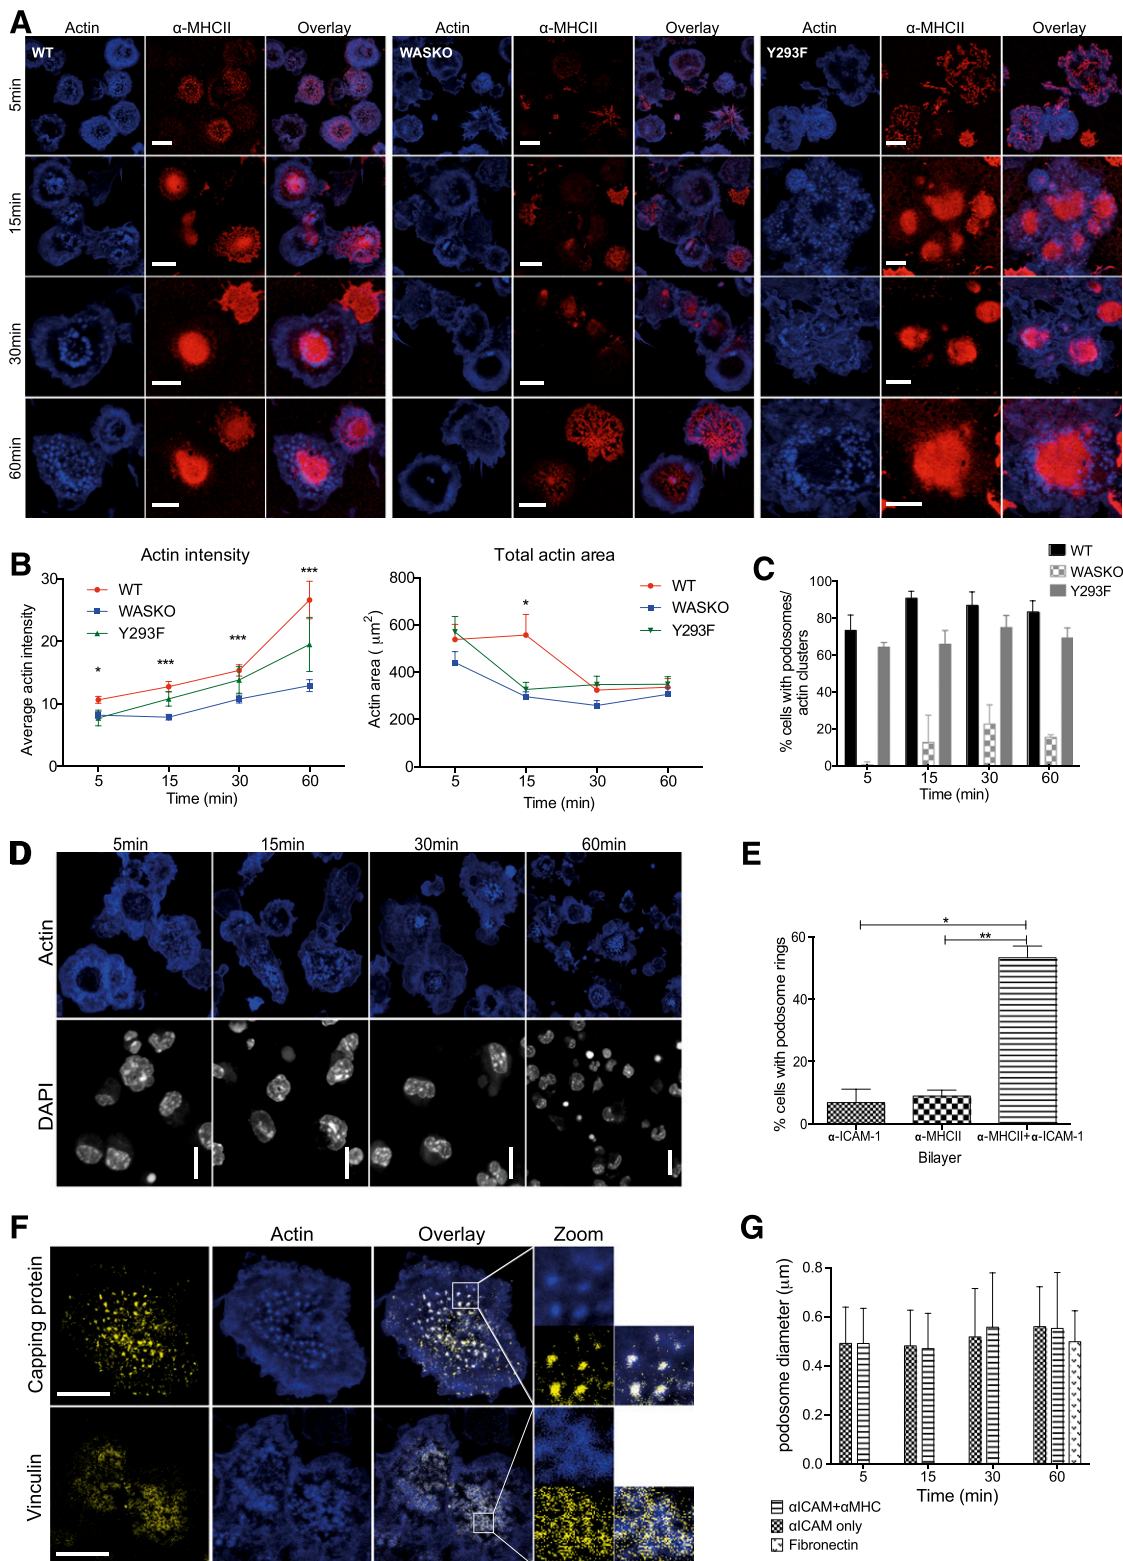 A
Actin α-MHCII Overlay Actin α-MHCII Overlay Actin α-MHCII Overlay
WT WASKO Y293F
5min
15min
30min
60min
B
Actin intensity
Average actin intensity
30
20
10
0
WT
WASKO
Y293F
* *** *** ***
5 15 30 60
Time (min)
Total actin area
Actin area ( μm²)
800
600
400
200
0
*
WT
WASKO
Y293F
5 15 30 60
Time (min)
C
WT
WASKO
Y293F
% cells with podosomes/
actin clusters
100
80
60
40
20
0
5 15 30 60
Time (min)
D
5min 15min 30min 60min
Actin
DAPI
E
% cells with podosome rings
60
40
20
0
*
**
α-ICAM-1 α-MHCII α-MHCII+α-ICAM-1
Bilayer
F
Actin Overlay Zoom
Capping protein
Vinculin
G
podosome diameter (μm)
0.8
0.6
0.4
0.2
0.0
5 15 30 60
Time (min)
αICAM+αMHC
αICAM only
Fibronectin